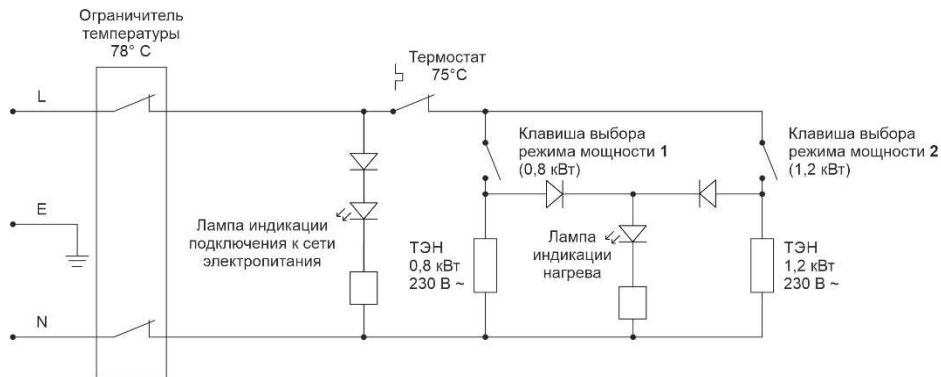 Ограничитель
температуры
78° C
Термостат
75°C
L
Клавиша выбора
режима мощности 1
(0,8 кВт)
Клавиша выбора
режима мощности 2
(1,2 кВт)
E
Лампа индикации
подключения к сети
электропитания
ТЭН
0,8 кВт
230 В ~
Лампа
индикации
нагрева
ТЭН
1,2 кВт
230 В ~
N